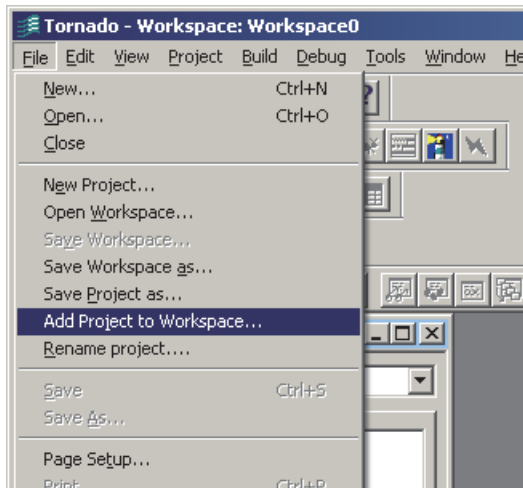 Tornado - Workspace: Workspace0
File Edit View Project Build Debug Tools Window He
New... Ctrl+N
Open... Ctrl+O
Close
New Project...
Open Workspace...
Save Workspace...
Save Workspace as...
Save Project as...
Add Project to Workspace...
Rename project....
Save Ctrl+S
Save As...
Page Setup...
Print... Ctrl+P